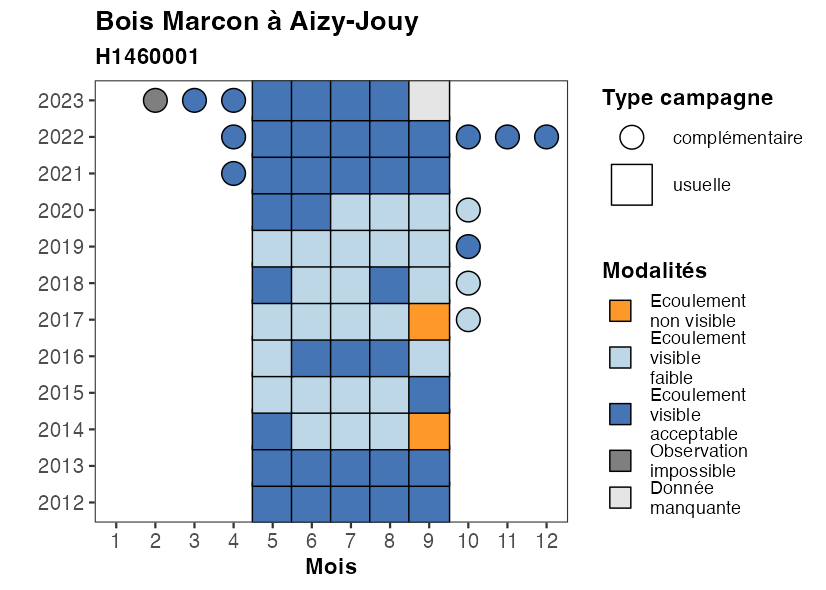 Bois Marcon à Aizy-Jouy
H1460001
2023
2022
2021
2020
2019
2018
2017
2016
2015
2014
2013
2012
1 2 3 4 5 6 7 8 9 10 11 12
Mois
Type campagne
complémentaire
usuelle
Modalités
Ecoulement
non visible
Ecoulement
visible
faible
Ecoulement
visible
acceptable
Observation
impossible
Donnée
manquante